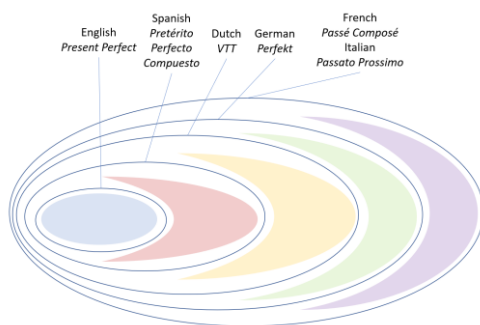 English
Present Perfect
Spanish
Pretérito
Perfecto
Compuesto
Dutch
VTT
German
Perfekt
French
Passé Composé
Italian
Passato Prossimo